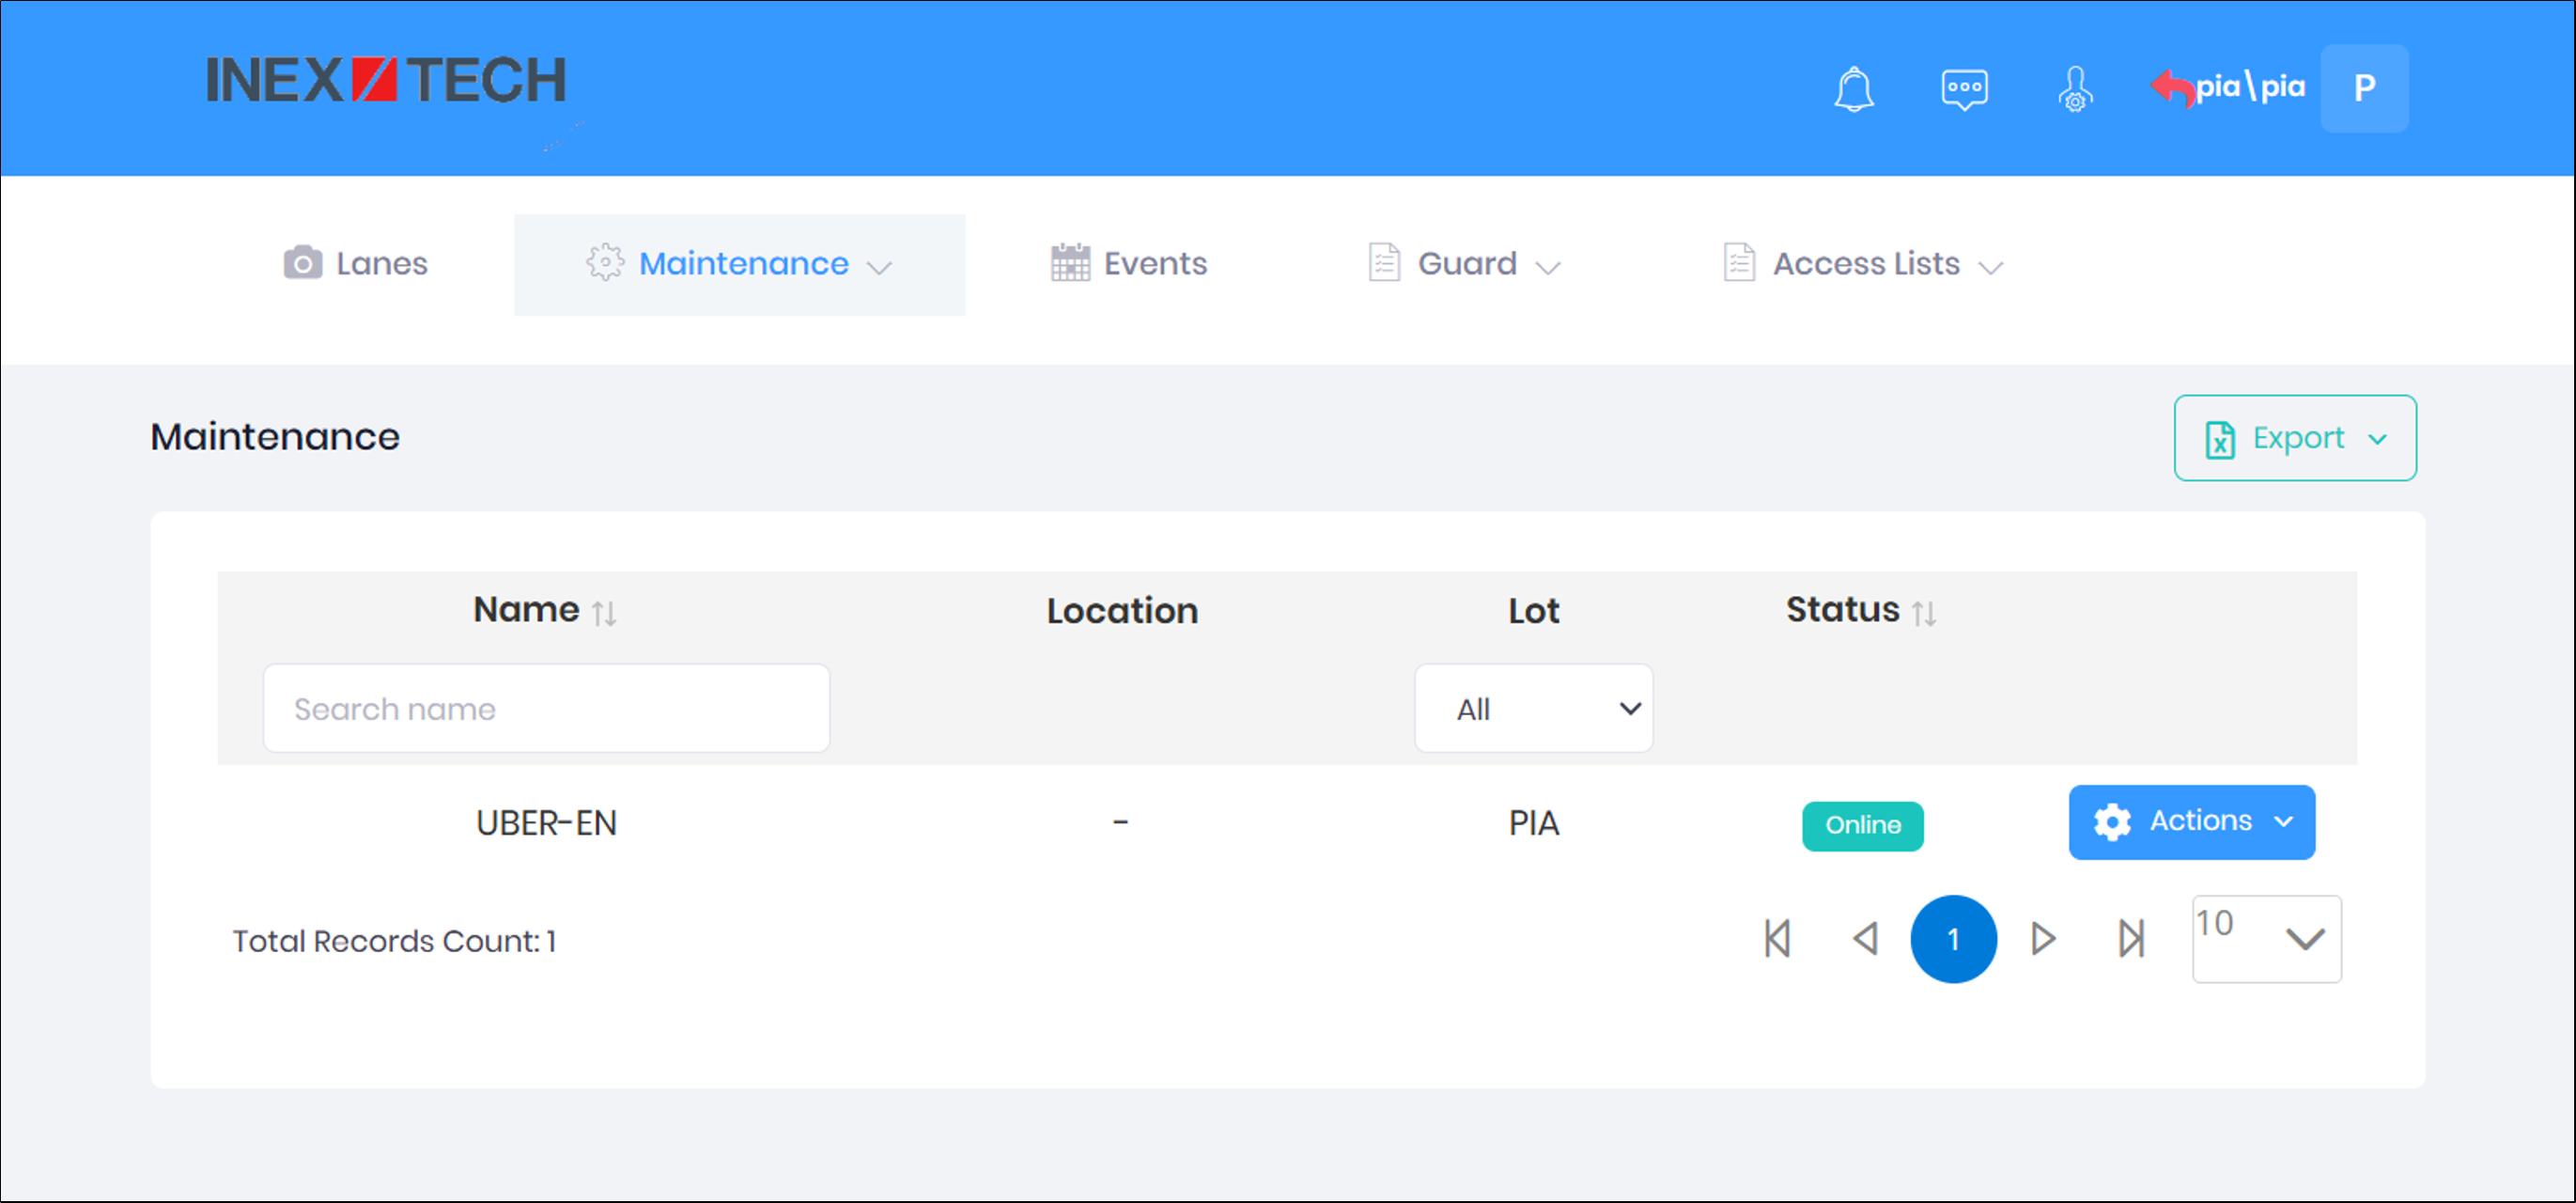 INEX TECH
pia\pia P
Lanes Maintenance Events Guard Access Lists
Maintenance
Export
Name Location Lot Status
Search name All
UBER-EN - PIA Online Actions
Total Records Count: 1 1 10